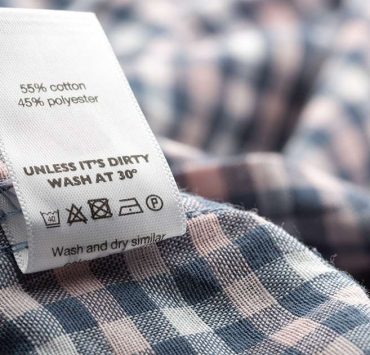 55% cotton
45% polyester
UNLESS IT'S DIRTY
WASH AT 30°
Wash and dry similar